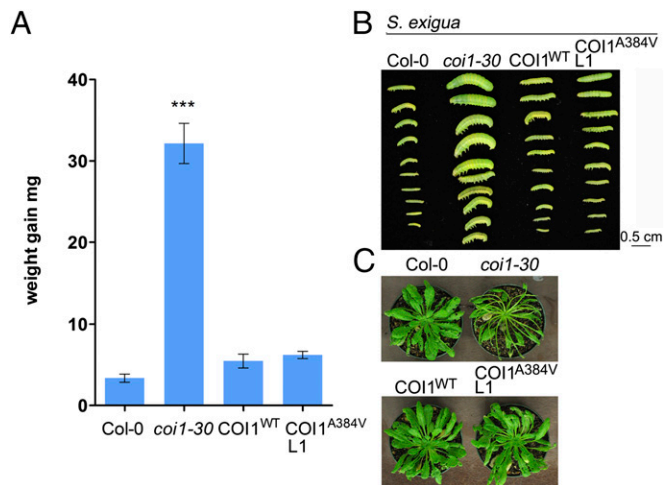 A
weight gain mg
40
30
20
10
0
***
Col-0 coi1-30 COI1WT COI1A384V
L1
B S. exigua
Col-0 coi1-30 COI1WT COI1A384V
L1
0.5 cm
C
Col-0 coi1-30
COI1WT COI1A384V
L1